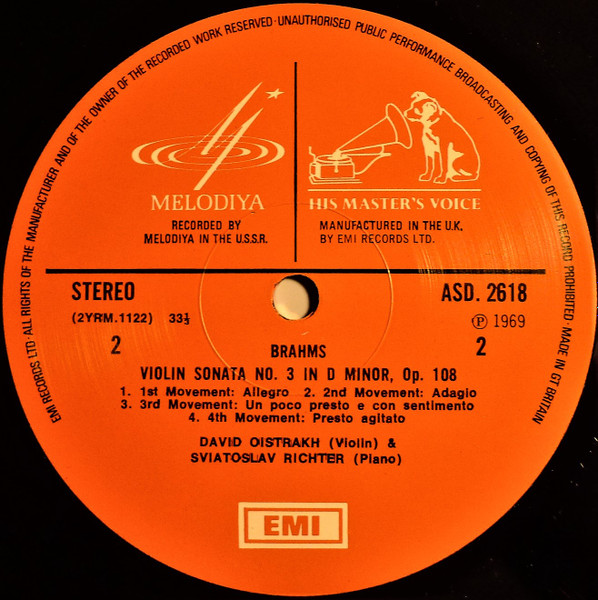 EMI RECORDS LTD·ALL RIGHTS OF THE MANUFACTURER AND OF THE OWNER OF THE RECORDED WORK RESERVED·UNAUTHORISED PUBLIC PERFORMANCE BROADCASTING AND COPYING OF THIS RECORD PROHIBITED·MADE IN GT BRITAIN
MELODIYA
RECORDED BY
MELODIYA IN THE U.S.S.R.
HIS MASTER'S VOICE
MANUFACTURED IN THE U.K.
BY EMI RECORDS LTD.
STEREO
ASD. 2618
(2YRM.1122) 33⅓
Ⓟ 1969
2
2
BRAHMS
VIOLIN SONATA NO. 3 IN D MINOR, Op. 108
1. 1st Movement: Allegro 2. 2nd Movement: Adagio
3. 3rd Movement: Un poco presto e con sentimento
4. 4th Movement: Presto agitato
DAVID OISTRAKH (Violin) &
SVIATOSLAV RICHTER (Piano)
EMI